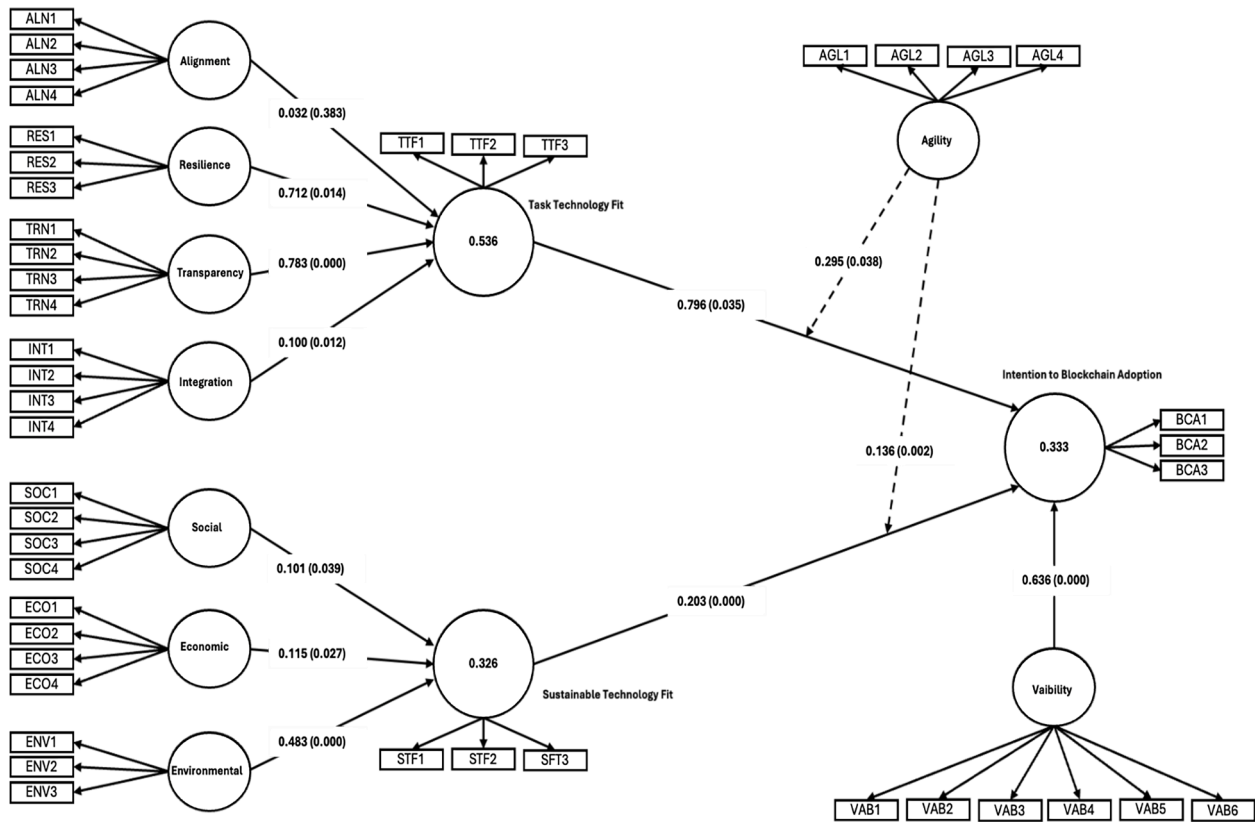 ALN1
ALN2
ALN3
ALN4
Alignment
0.032 (0.383)
RES1
RES2
RES3
Resilience
0.712 (0.014)
TRN1
TRN2
TRN3
TRN4
Transparency
0.783 (0.000)
INT1
INT2
INT3
INT4
Integration
0.100 (0.012)
TTF1
TTF2
TTF3
Task Technology Fit
0.536
0.796 (0.035)
AGL1
AGL2
AGL3
AGL4
Agility
0.295 (0.038)
0.136 (0.002)
Intention to Blockchain Adoption
0.333
BCA1
BCA2
BCA3
SOC1
SOC2
SOC3
SOC4
Social
0.101 (0.039)
ECO1
ECO2
ECO3
ECO4
Economic
0.115 (0.027)
ENV1
ENV2
ENV3
Environmental
0.483 (0.000)
0.326
Sustainable Technology Fit
STF1
STF2
SFT3
0.203 (0.000)
0.636 (0.000)
Vaibility
VAB1
VAB2
VAB3
VAB4
VAB5
VAB6